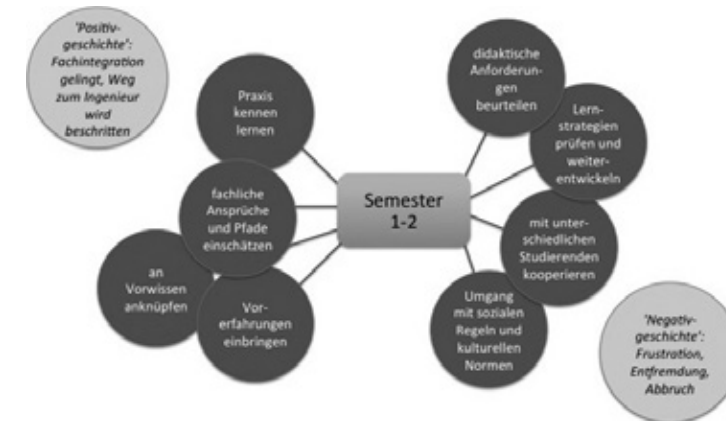 'Positiv-
geschichte':
Fachintegration
gelingt, Weg
zum Ingenieur
wird
beschritten
Praxis
kennen
lernen
fachliche
Ansprüche
und Pfade
einschätzen
an
Vorwissen
anknüpfen
Vor-
erfahrungen
einbringen
Semester
1-2
didaktische
Anforderun-
gen
beurteilen
Lern-
strategien
prüfen und
weiter-
entwickeln
mit unter-
schiedlichen
Studierenden
kooperieren
Umgang
mit sozialen
Regeln und
kulturellen
Normen
'Negativ-
geschichte':
Frustration,
Entfremdung,
Abbruch